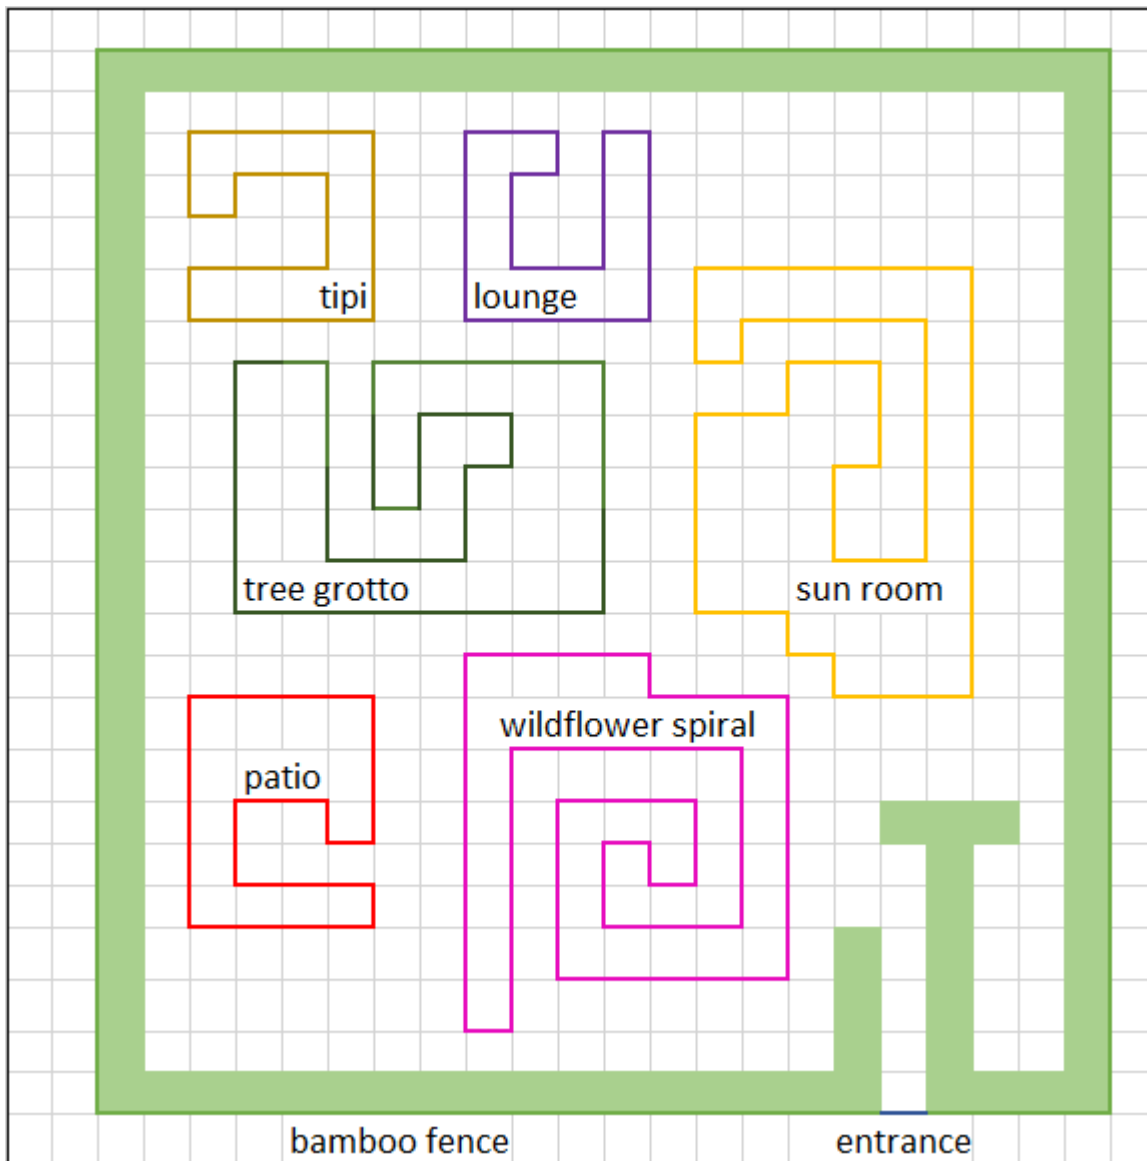 tipi
lounge
tree grotto
sun room
wildflower spiral
patio
bamboo fence
entrance